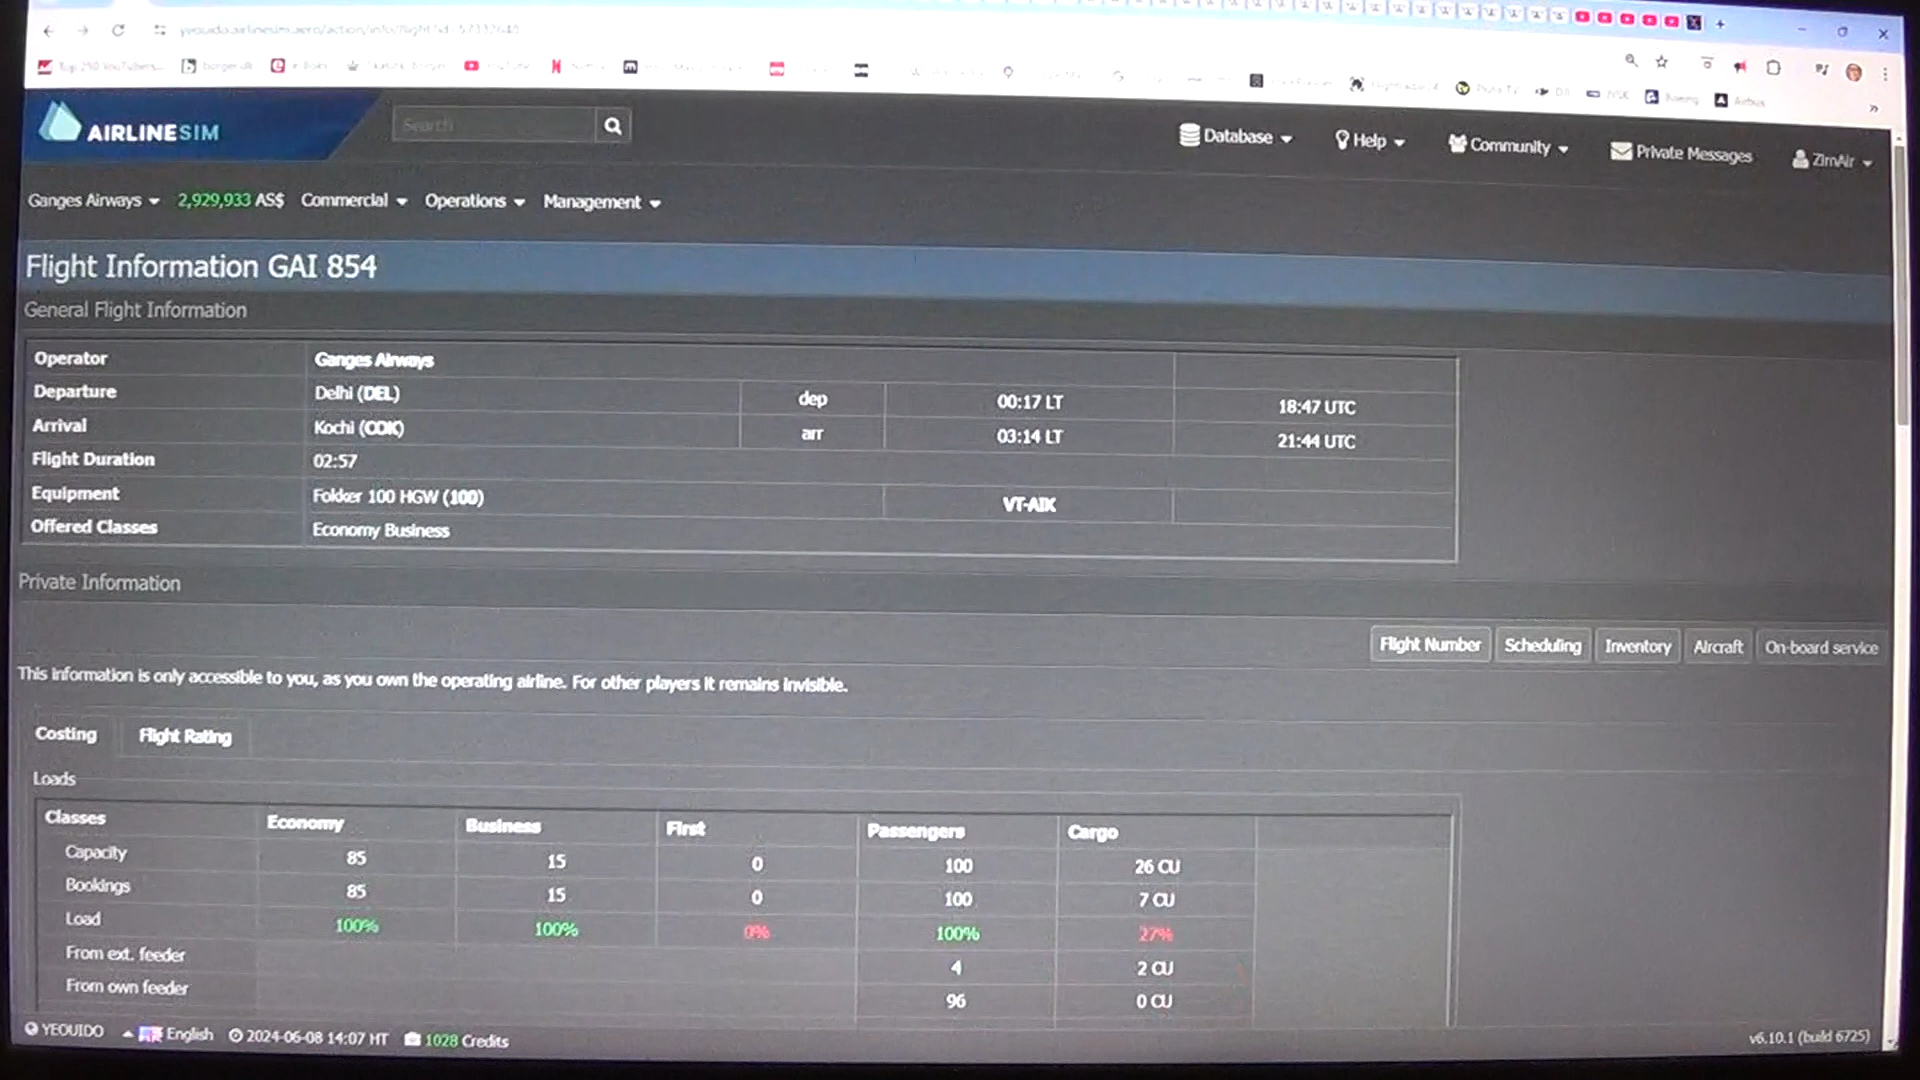 AIRLINESIM
Search
Database
Help
Community
Private Messages
ZimAir
Ganges Airways
2,929,933 AS$
Commercial
Operations
Management
Flight Information GAI 854
General Flight Information
Operator Ganges Airways
Departure Delhi (DEL) dep 00:17 LT 18:47 UTC
Arrival Kochi (COK) arr 03:14 LT 21:44 UTC
Flight Duration 02:57
Equipment Fokker 100 HGW (100) VT-AIK
Offered Classes Economy Business
Private Information
Flight Number Scheduling Inventory Aircraft On-board service
This information is only accessible to you, as you own the operating airline. For other players it remains invisible.
Costing Flight Rating
Loads
Classes Economy Business First Passengers Cargo
Capacity 85 15 0 100 26 CU
Bookings 85 15 0 100 7 CU
Load 100% 100% 0% 100% 27%
From ext. feeder 4 2 CU
From own feeder 96 0 CU
YEOUIDO English 2024-06-08 14:07 HT 1028 Credits
v6.10.1 (build 6725)